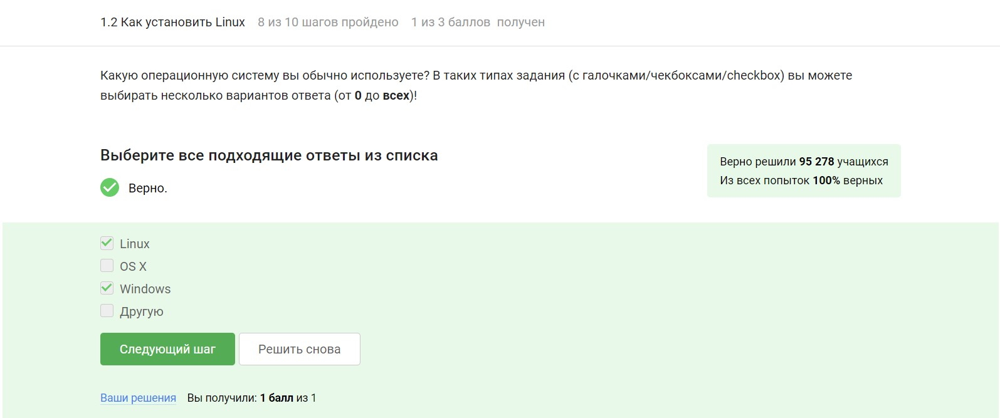 1.2 Как установить Linux 8 из 10 шагов пройдено 1 из 3 баллов получен
Какую операционную систему вы обычно используете? В таких типах задания (с галочками/чекбоксами/checkbox) вы можете
выбирать несколько вариантов ответа (от 0 до всех)!
Выберите все подходящие ответы из списка
Верно.
Верно решили 95 278 учащихся
Из всех попыток 100% верных
Linux
OS X
Windows
Другую
Следующий шаг Решить снова
Ваши решения Вы получили: 1 балл из 1